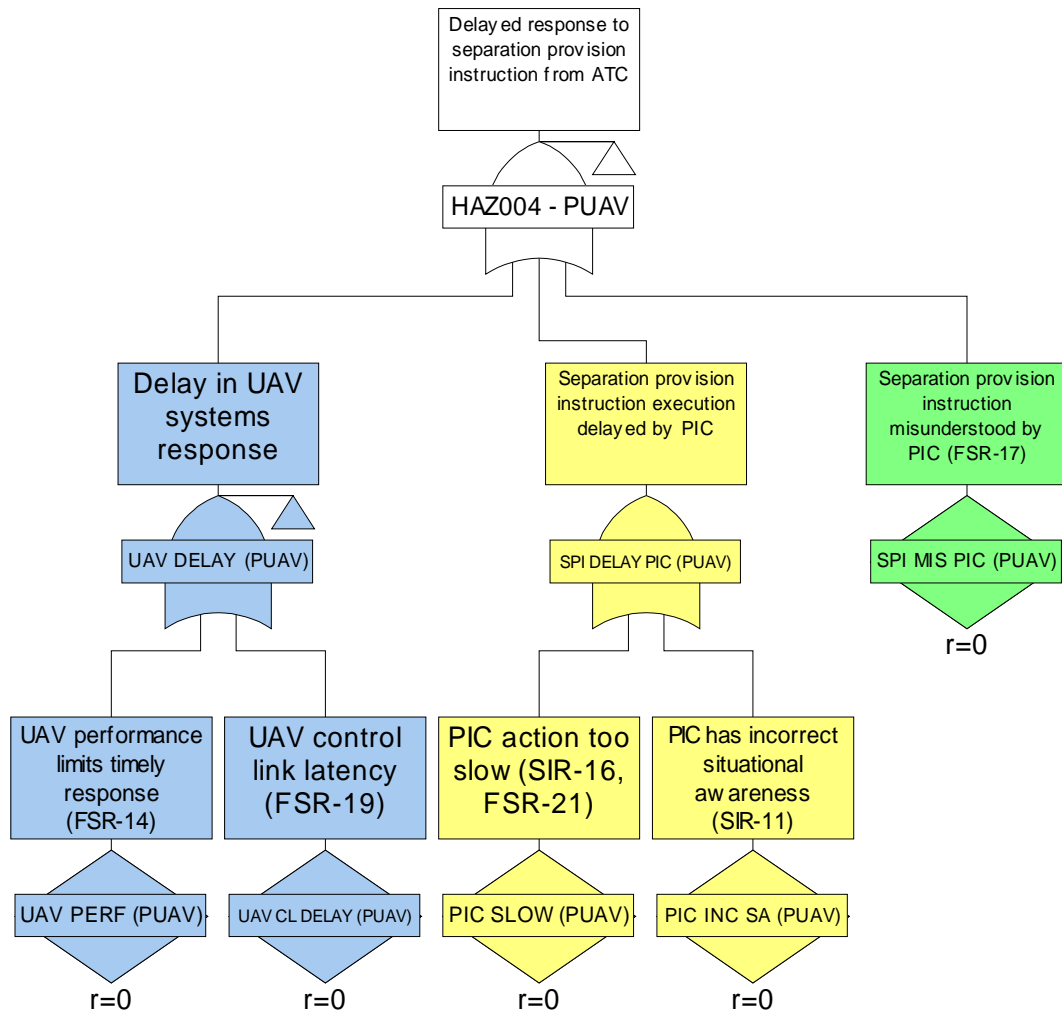 Delayed response to
separation provision
instruction from ATC
HAZ004 - PUAV
Delay in UAV
systems
response
UAV DELAY (PUAV)
Separation provision
instruction execution
delayed by PIC
SPI DELAY PIC (PUAV)
Separation provision
instruction
misunderstood by
PIC (FSR-17)
SPI MIS PIC (PUAV)
r=0
UAV performance
limits timely
response
(FSR-14)
UAV PERF (PUAV)
r=0
UAV control
link latency
(FSR-19)
UAV CL DELAY (PUAV)
r=0
PIC action too
slow (SIR-16,
FSR-21)
PIC SLOW (PUAV)
r=0
PIC has incorrect
situational
awareness
(SIR-11)
PIC INC SA (PUAV)
r=0